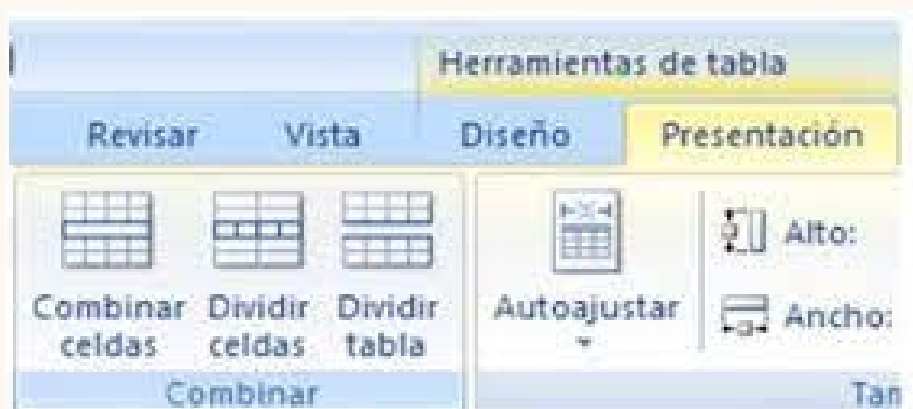 Herramientas de tabla
Revisar Vista Diseño Presentación
Combinar celdas
Dividir celdas
Dividir tabla
Autoajustar
Alto:
Ancho:
Combinar